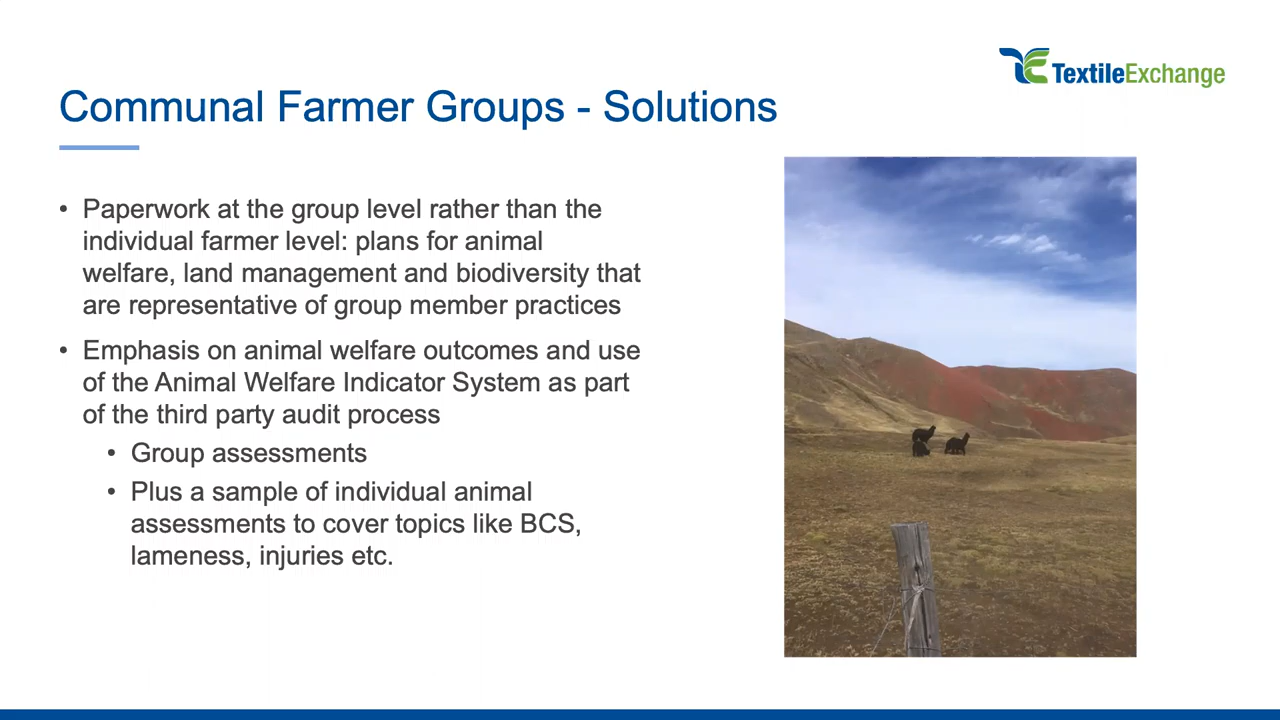 TextileExchange
Communal Farmer Groups - Solutions
• Paperwork at the group level rather than the
individual farmer level: plans for animal
welfare, land management and biodiversity that
are representative of group member practices
• Emphasis on animal welfare outcomes and use
of the Animal Welfare Indicator System as part
of the third party audit process
• Group assessments
• Plus a sample of individual animal
assessments to cover topics like BCS,
lameness, injuries etc.